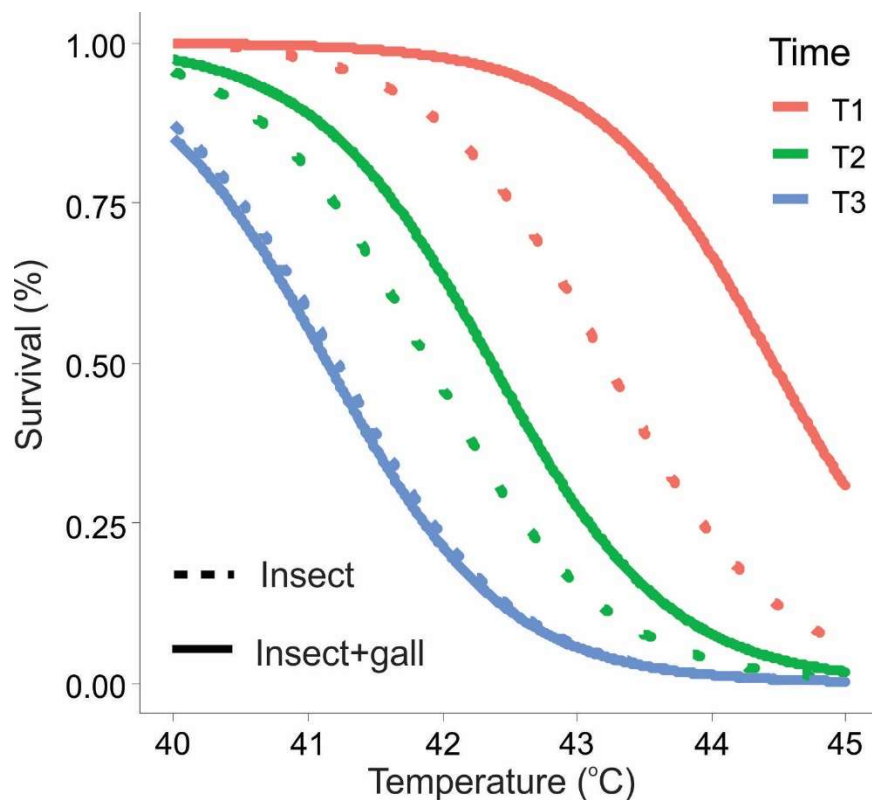 1.00
0.75
0.50
0.25
0.00
Survival (%)
Time
T1
T2
T3
Insect
Insect+gall
40 41 42 43 44 45
Temperature (°C)